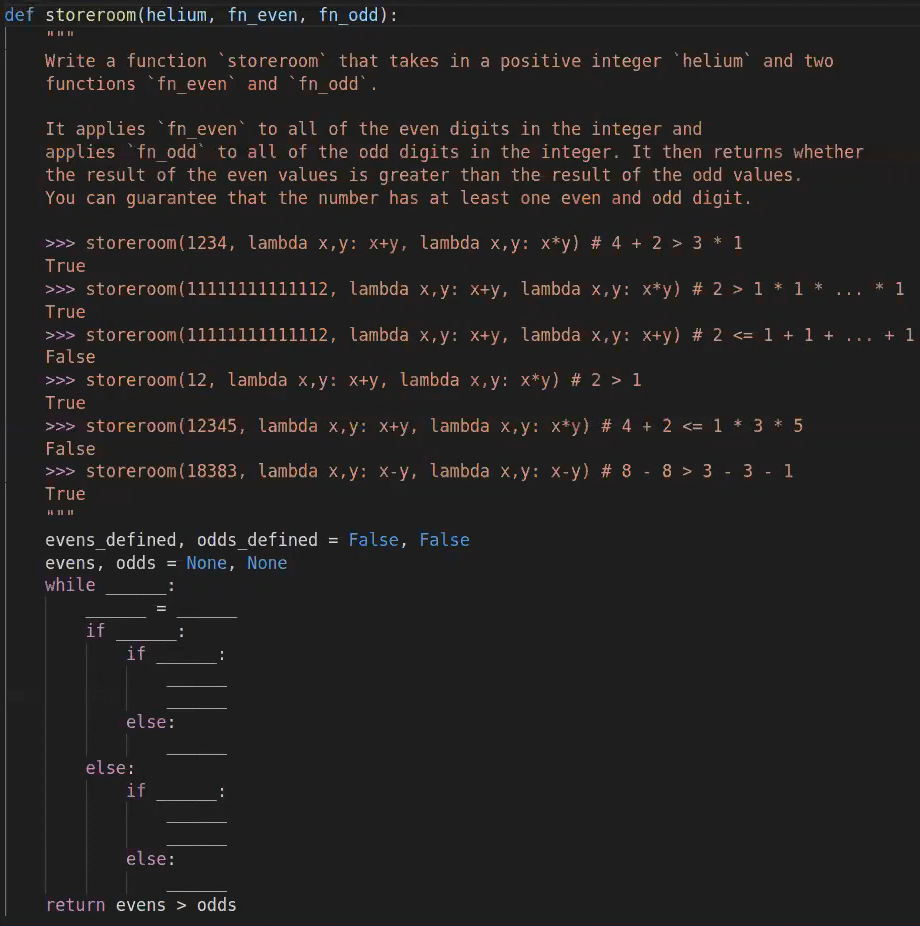 def storeroom(helium, fn_even, fn_odd):
    """
    Write a function `storeroom` that takes in a positive integer `helium` and two
    functions `fn_even` and `fn_odd`.

    It applies `fn_even` to all of the even digits in the integer and
    applies `fn_odd` to all of the odd digits in the integer. It then returns whether
    the result of the even values is greater than the result of the odd values.
    You can guarantee that the number has at least one even and odd digit.

    >>> storeroom(1234, lambda x,y: x+y, lambda x,y: x*y) # 4 + 2 > 3 * 1
    True
    >>> storeroom(11111111111112, lambda x,y: x+y, lambda x,y: x*y) # 2 > 1 * 1 * ... * 1
    True
    >>> storeroom(11111111111112, lambda x,y: x+y, lambda x,y: x+y) # 2 <= 1 + 1 + ... + 1
    False
    >>> storeroom(12, lambda x,y: x+y, lambda x,y: x*y) # 2 > 1
    True
    >>> storeroom(12345, lambda x,y: x+y, lambda x,y: x*y) # 4 + 2 <= 1 * 3 * 5
    False
    >>> storeroom(18383, lambda x,y: x-y, lambda x,y: x-y) # 8 - 8 > 3 - 3 - 1
    True
    """
    evens_defined, odds_defined = False, False
    evens, odds = None, None
    while ______:
        ______ = ______
        if ______:
            if ______:
                ______
                ______
            else:
                ______
        else:
            if ______:
                ______
                ______
            else:
                ______
    return evens > odds